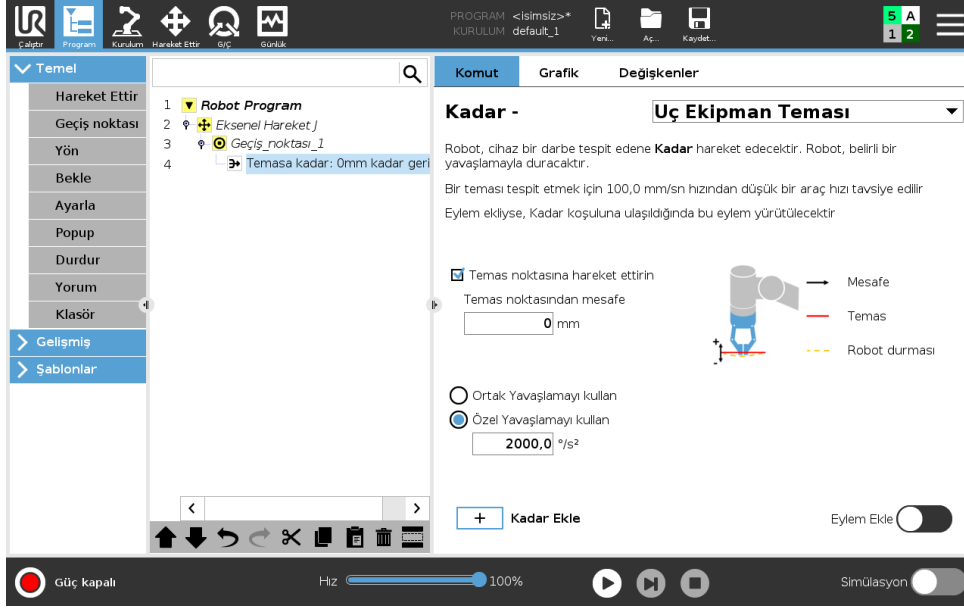 UR
PROGRAM <isimsiz>*
KURULUM default_1
5 A
1 2
Çalıştır
Program
Kurulum
Hareket Ettir
G/Ç
Günlük
Yeni...
Aç...
Kaydet...
Temel
Hareket Ettir
Geçiş noktası
Yön
Bekle
Ayarla
Popup
Durdur
Yorum
Klasör
Gelişmiş
Şablonlar
1 Robot Program
2 Eksenel Hareket J
3 Geçiş_noktası_1
4 Temasa kadar: 0mm kadar geri
Komut
Grafik
Değişkenler
Kadar -
Uç Ekipman Teması
Robot, cihaz bir darbe tespit edene Kadar hareket edecektir. Robot, belirli bir
yavaşlamayla duracaktır.
Bir teması tespit etmek için 100,0 mm/sn hızından düşük bir araç hızı tavsiye edilir
Eylem ekliyse, Kadar koşuluna ulaşıldığında bu eylem yürütülecektir
Temas noktasına hareket ettirin
Temas noktasından mesafe
0 mm
+
-
Mesafe
Temas
Robot durması
Ortak Yavaşlamayı kullan
Özel Yavaşlamayı kullan
2000,0 °/s²
+ Kadar Ekle
Eylem Ekle
Güç kapalı
Hız
100%
Simülasyon